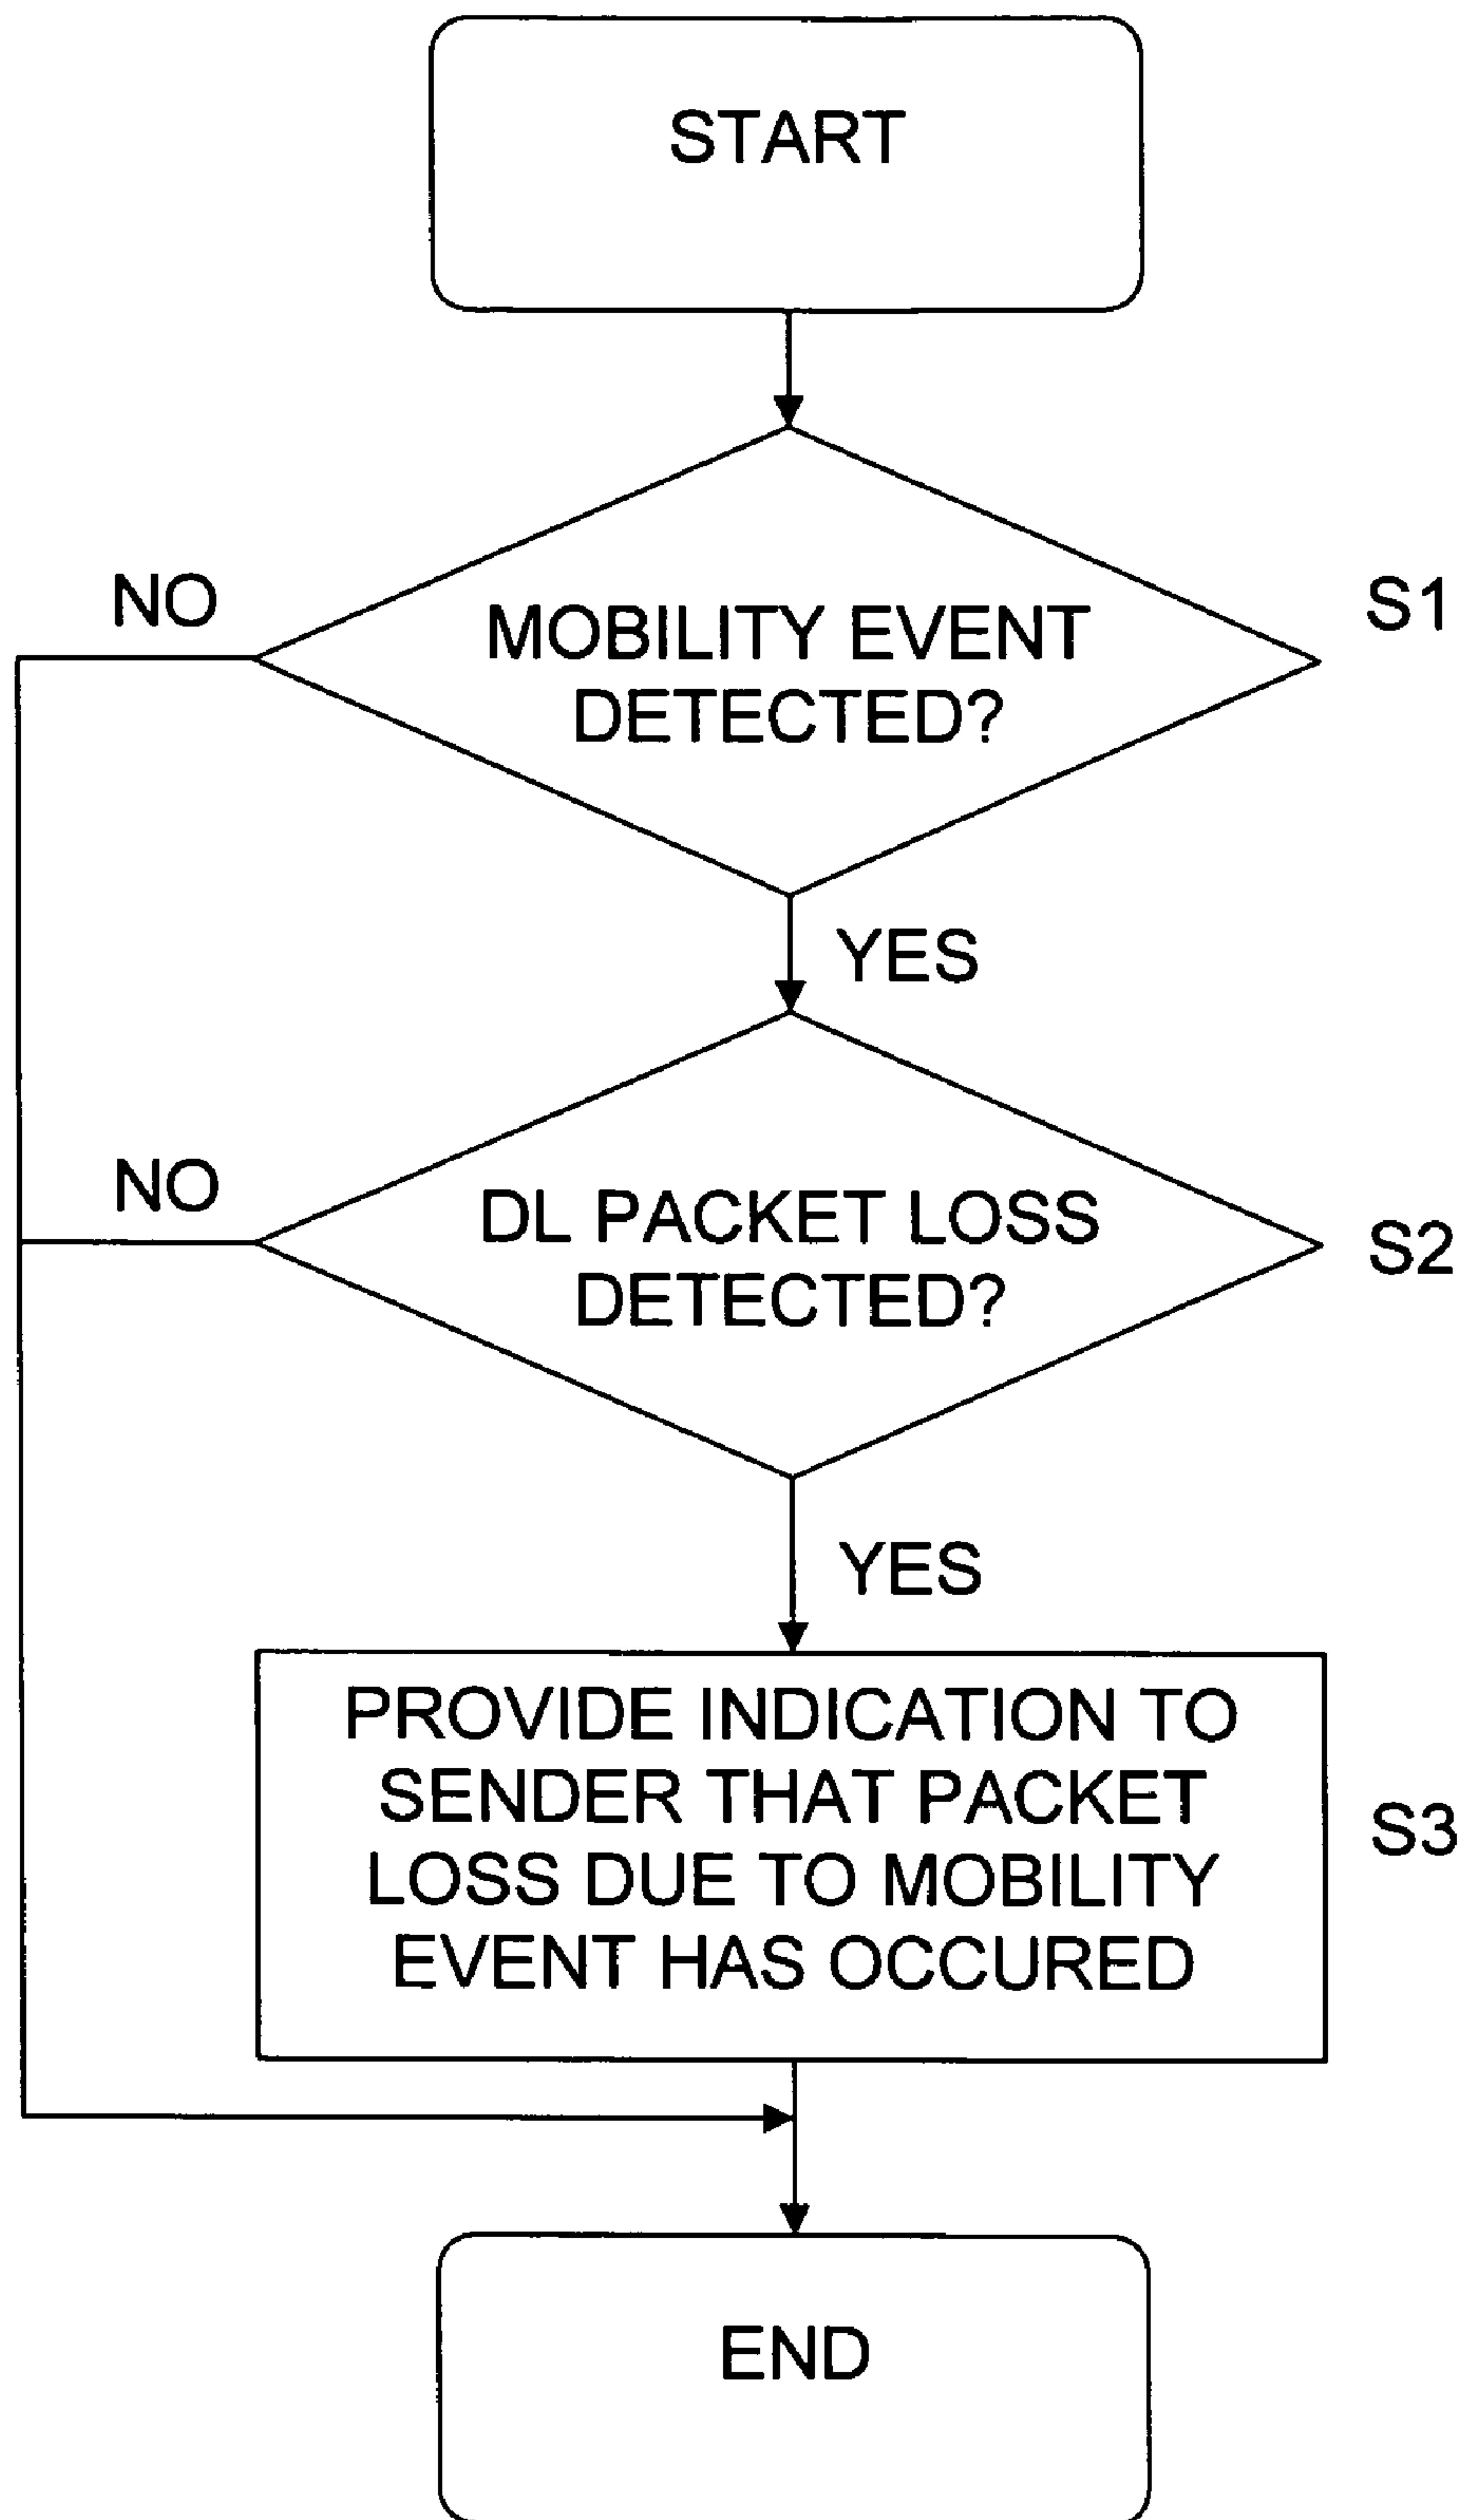 START
NO
MOBILITY EVENT
DETECTED?
S1
YES
NO
DL PACKET LOSS
DETECTED?
S2
YES
PROVIDE INDICATION TO
SENDER THAT PACKET
LOSS DUE TO MOBILITY
EVENT HAS OCCURED
S3
END